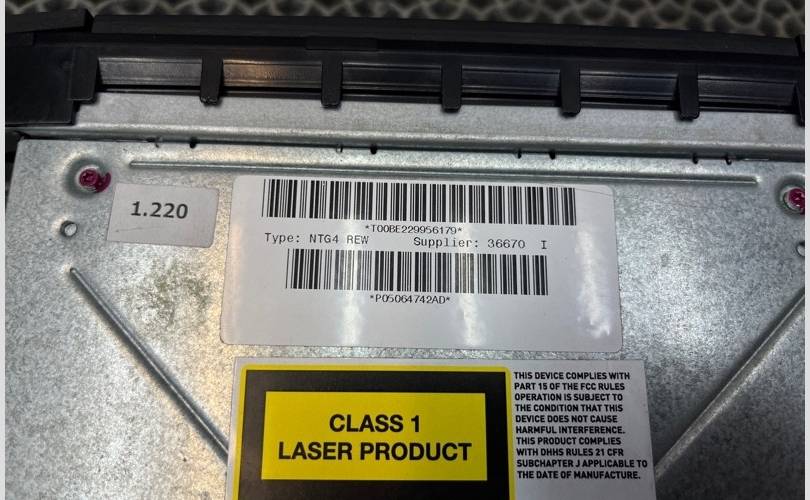 1.220
*T00BE229956179*
Type: NTG4 REW Supplier: 36670 I
*P05064742AD*
CLASS 1
LASER PRODUCT
THIS DEVICE COMPLIES WITH
PART 15 OF THE FCC RULES
OPERATION IS SUBJECT TO
THE CONDITION THAT THIS
DEVICE DOES NOT CAUSE
HARMFUL INTERFERENCE.
THIS PRODUCT COMPLIES
WITH DHHS RULES 21 CFR
SUBCHAPTER J APPLICABLE TO
THE DATE OF MANUFACTURE.